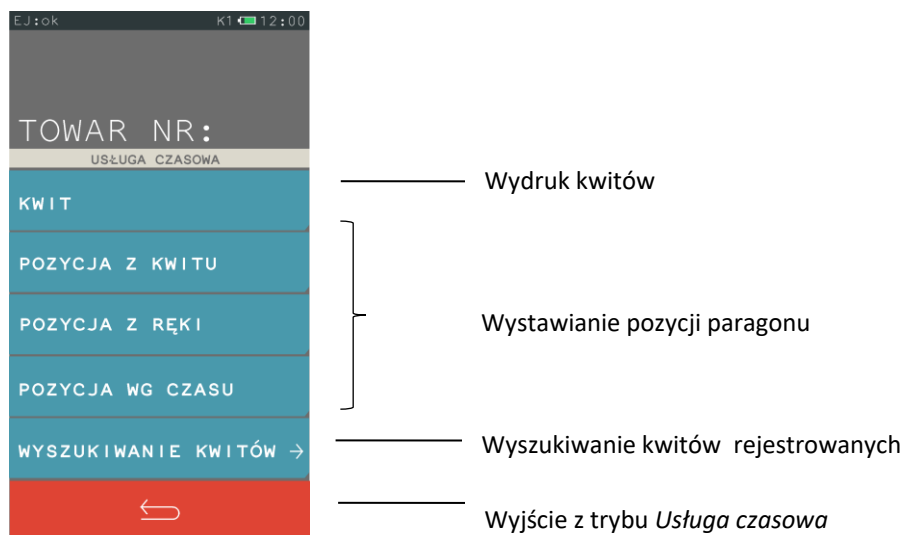 EJ:ok K1 12:00
TOWAR NR:
USŁUGA CZASOWA
KWIT
POZYCJA Z KWITU
POZYCJA Z RĘKI
POZYCJA WG CZASU
WYSZUKIWANIE KWITÓW →
Wydruk kwitów
Wystawianie pozycji paragonu
Wyszukiwanie kwitów rejestrowanych
Wyjście z trybu Usługa czasowa